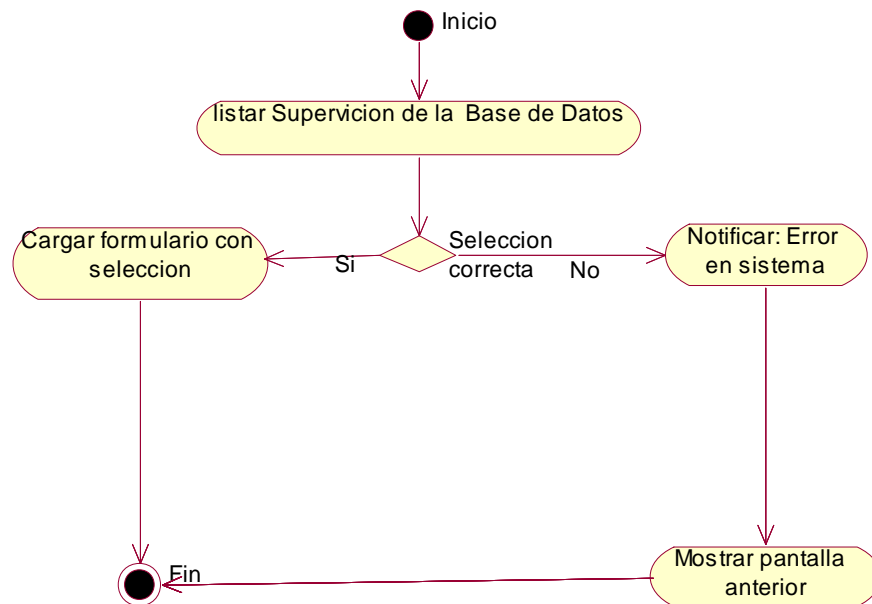 Inicio
listar Supervicion de la Base de Datos
Cargar formulario con
seleccion
Si
Seleccion
correcta
No
Notificar: Error
en sistema
Fin
Mostrar pantalla
anterior